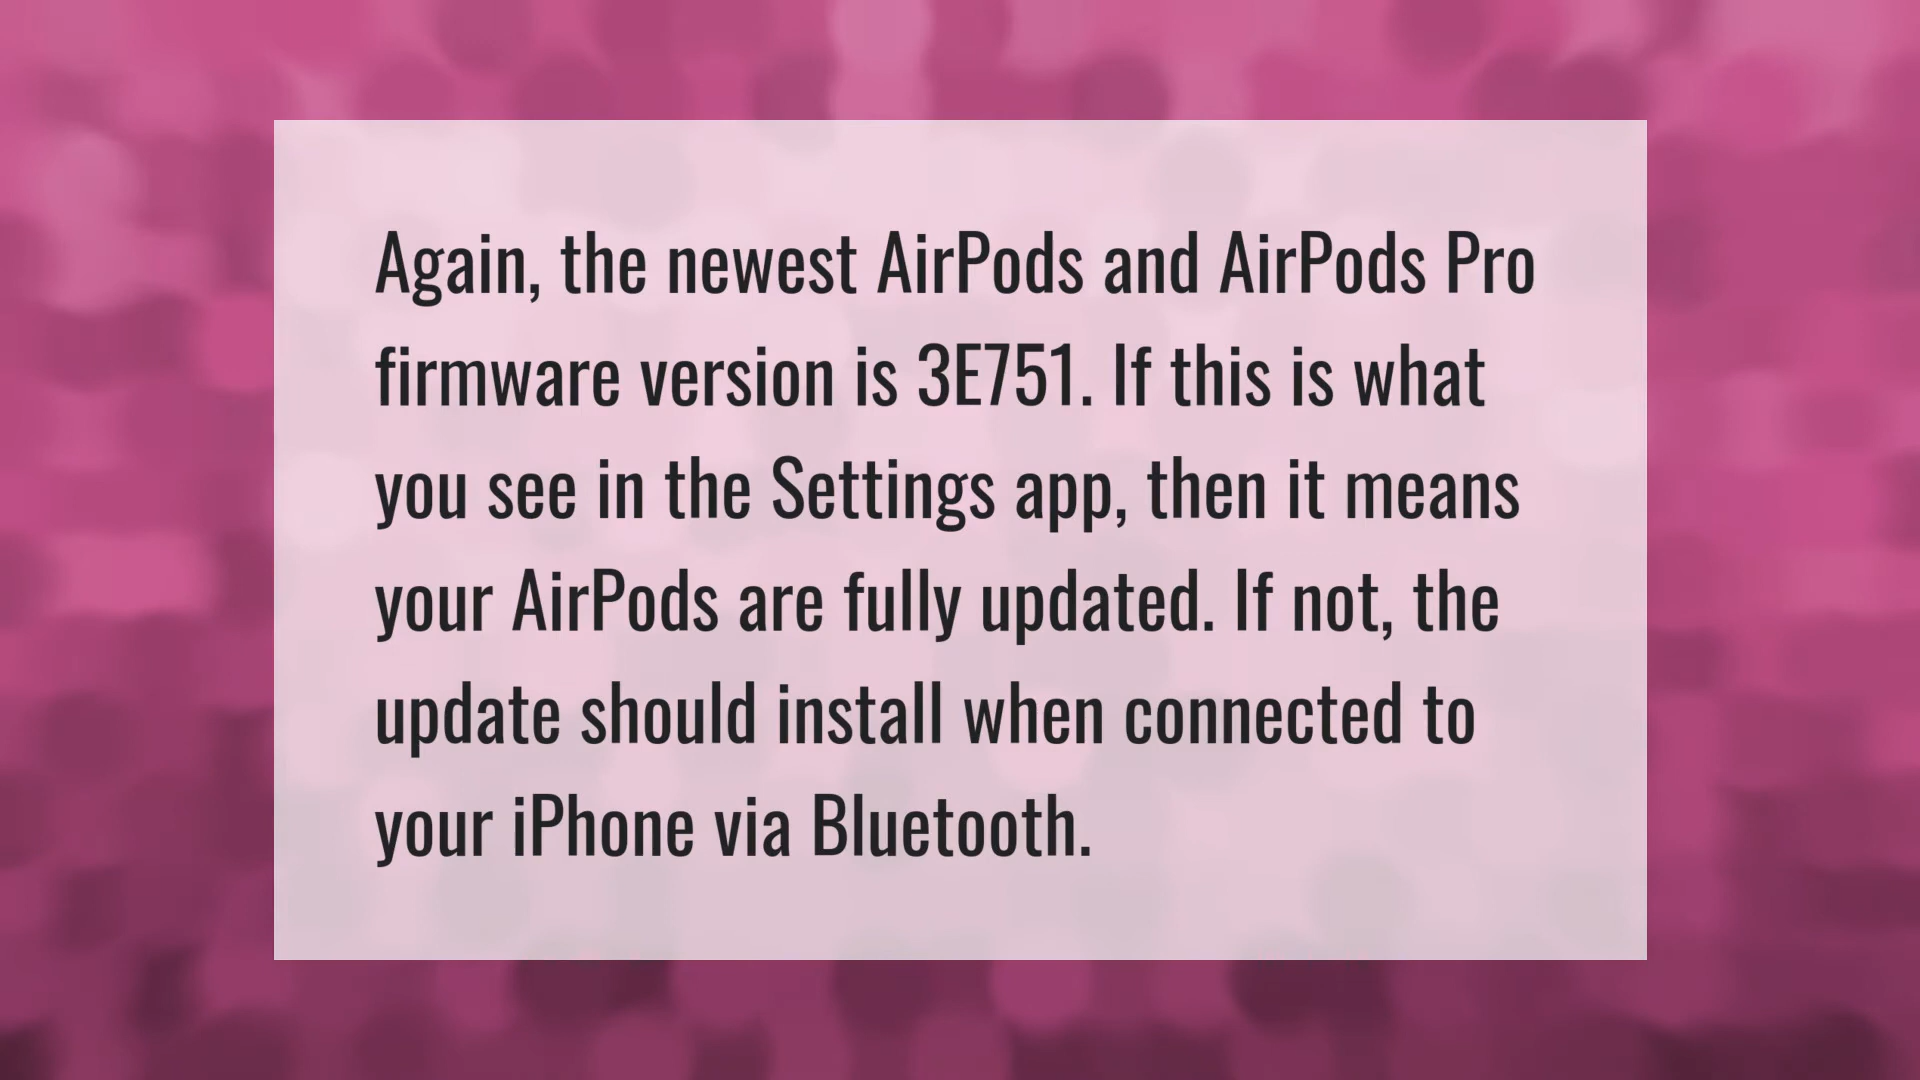 Again, the newest AirPods and AirPods Pro
firmware version is 3E751. If this is what
you see in the Settings app, then it means
your AirPods are fully updated. If not, the
update should install when connected to
your iPhone via Bluetooth.